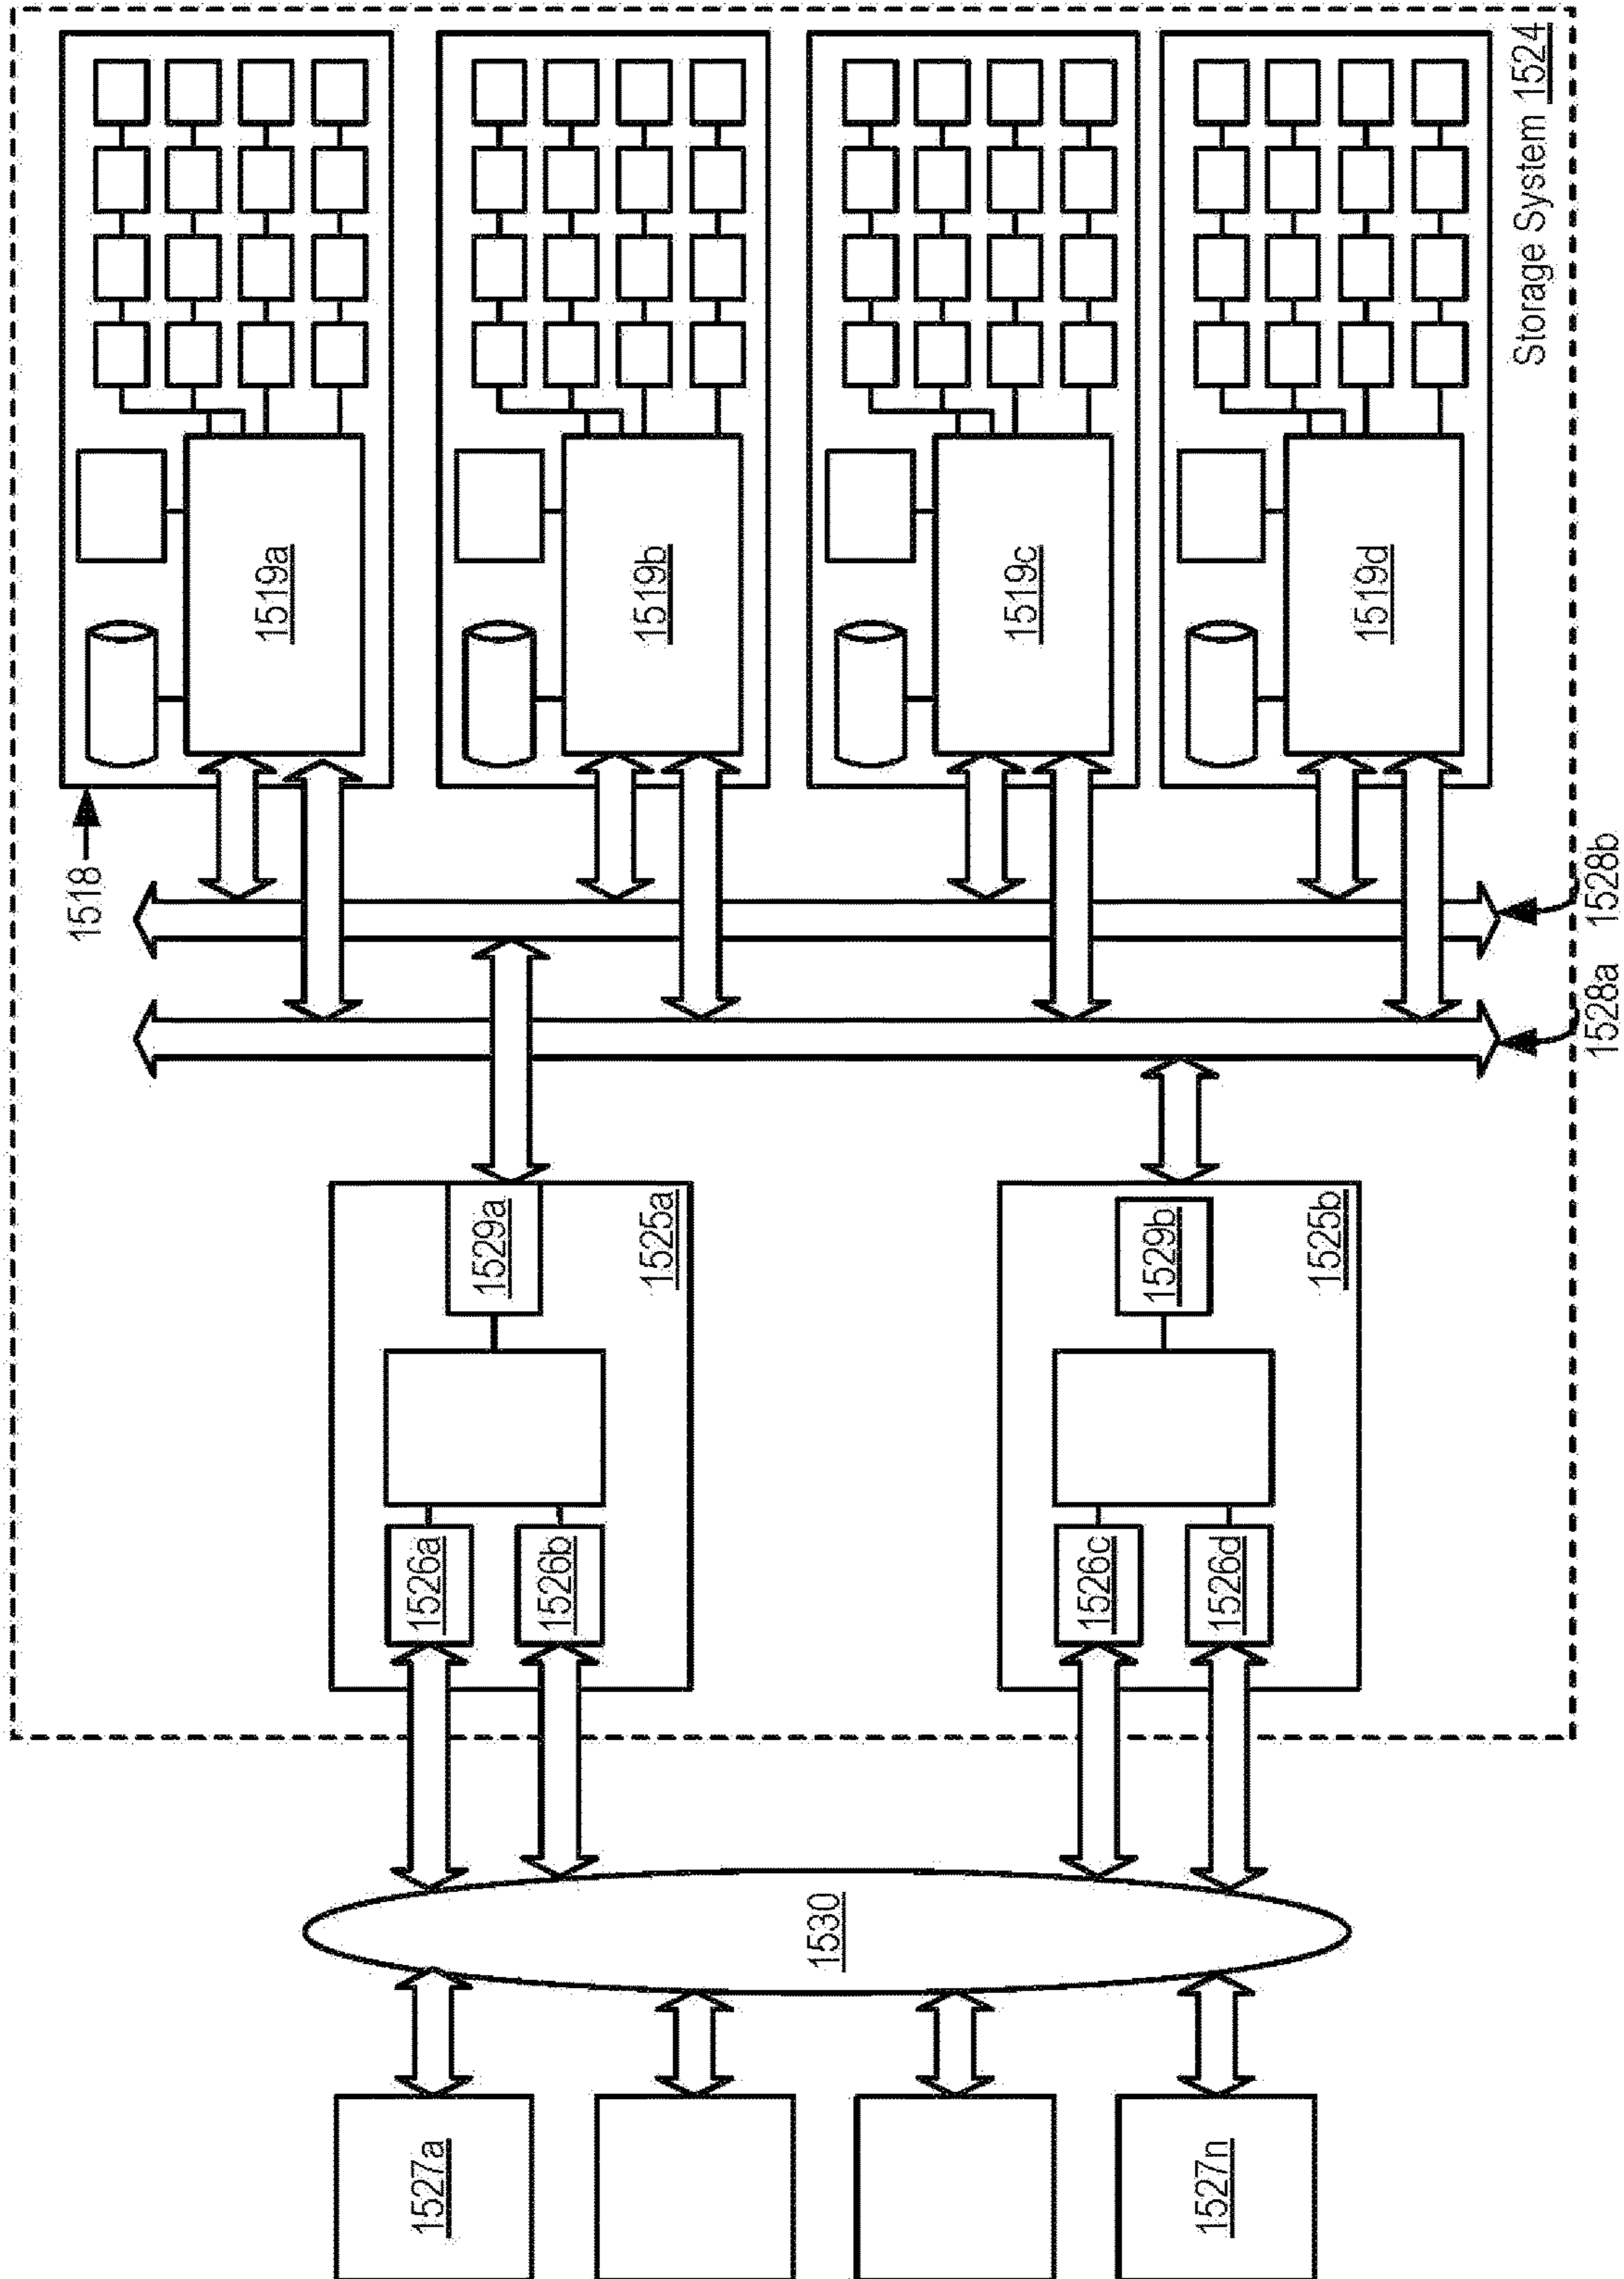 1518
1519a
1519b
1519c
1519d
Storage System 1524
1528a
1528b
1529a
1525a
1529b
1525b
1526a
1526b
1526c
1526d
1530
1527a
1527n